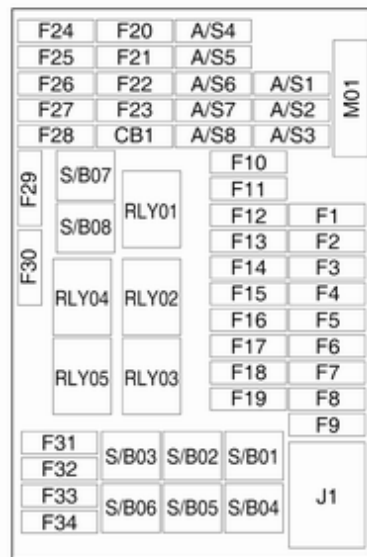 F24 F20 A/S4
F25 F21 A/S5
F26 F22 A/S6 A/S1
F27 F23 A/S7 A/S2
F28 CB1 A/S8 A/S3
M01
F29
S/B07
RLY01
F10
F11
S/B08
F12 F1
F30
F13 F2
RLY04 RLY02
F14 F3
F15 F4
F16 F5
RLY05 RLY03
F17 F6
F18 F7
F19 F8
F9
F31
S/B03 S/B02 S/B01
F32
F33
S/B06 S/B05 S/B04
F34
J1